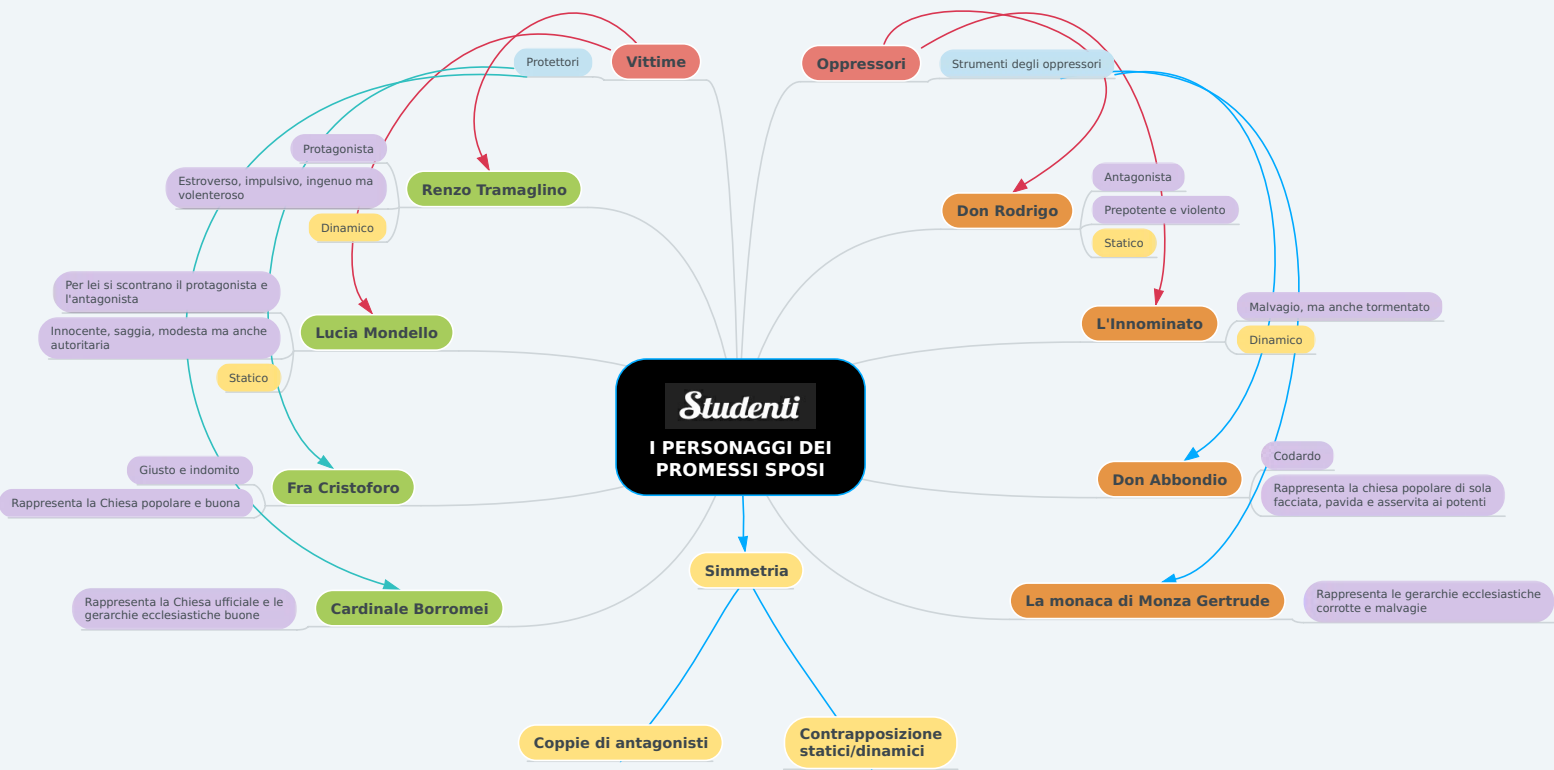 Vittime
Protettori
Protagonista
Estroverso, impulsivo, ingenuo ma
volenteroso
Dinamico
Renzo Tramaglino
Per lei si scontrano il protagonista e
l'antagonista
Innocente, saggia, modesta ma anche
autoritaria
Statico
Lucia Mondello
Giusto e indomito
Rappresenta la Chiesa popolare e buona
Fra Cristoforo
Rappresenta la Chiesa ufficiale e le
gerarchie ecclesiastiche buone
Cardinale Borromei
Studenti
I PERSONAGGI DEI
PROMESSI SPOSI
Simmetria
Coppie di antagonisti
Contrapposizione
statici/dinamici
Oppressori
Strumenti degli oppressori
Don Rodrigo
Antagonista
Prepotente e violento
Statico
L'Innominato
Malvagio, ma anche tormentato
Dinamico
Don Abbondio
Codardo
Rappresenta la chiesa popolare di sola
facciata, pavida e asservita ai potenti
La monaca di Monza Gertrude
Rappresenta le gerarchie ecclesiastiche
corrotte e malvagie